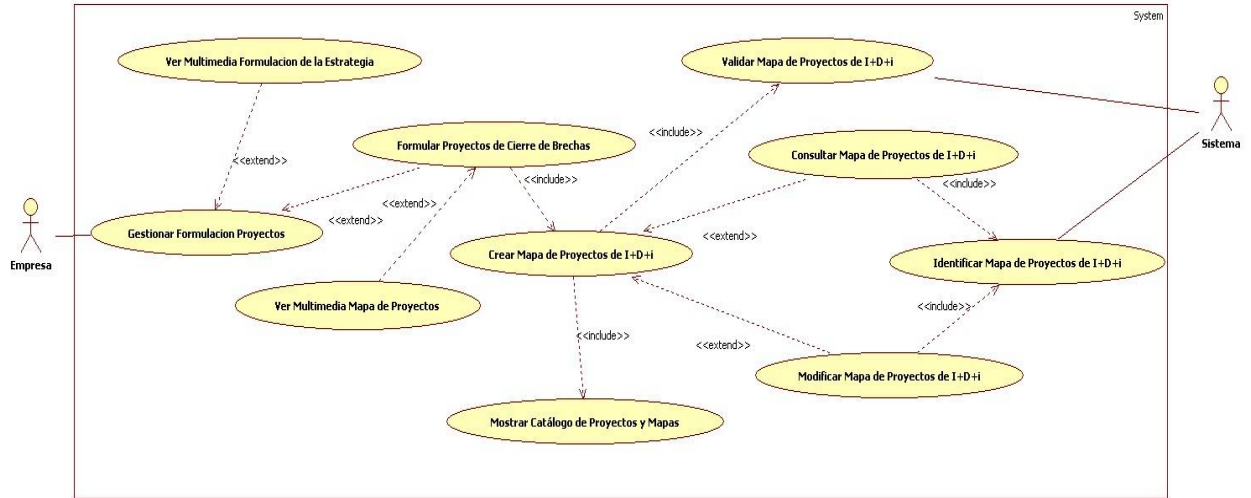 System
Ver Multimedia Formulacion de la Estrategia
Validar Mapa de Proyectos de I+D+i
<<include>>
Sistema
Formular Proyectos de Cierre de Brechas
Consultar Mapa de Proyectos de I+D+i
<<extend>>
<<include>>
<<include>>
<<extend>>
<<extend>>
Gestionar Formulacion Proyectos
<<extend>>
Empresa
Crear Mapa de Proyectos de I+D+i
Identificar Mapa de Proyectos de I+D+i
Ver Multimedia Mapa de Proyectos
<<include>>
<<include>>
<<extend>>
Modificar Mapa de Proyectos de I+D+i
Mostrar Catálogo de Proyectos y Mapas